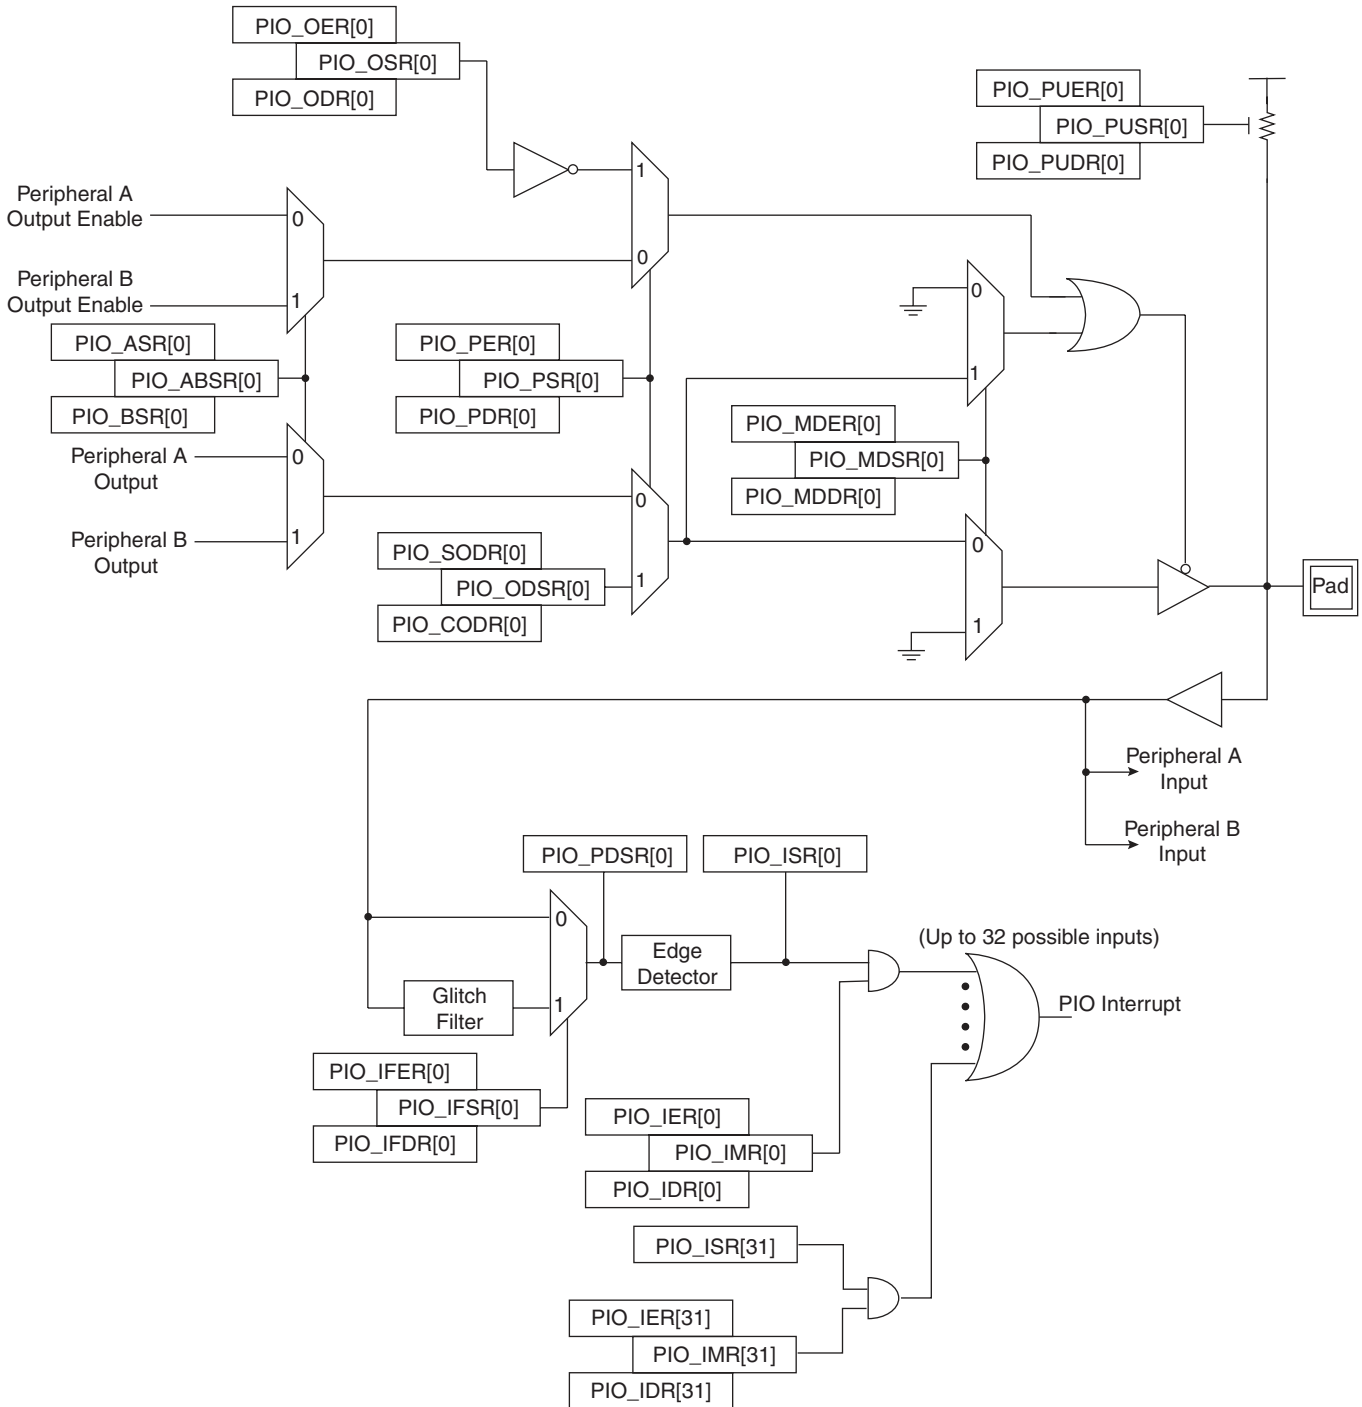 PIO_OER[0]
PIO_OSR[0]
PIO_ODR[0]
PIO_PUER[0]
PIO_PUSR[0]
PIO_PUDR[0]
1
0
Peripheral A
Output Enable
0
Peripheral B
Output Enable
1
PIO_ASR[0]
PIO_ABSR[0]
PIO_BSR[0]
PIO_PER[0]
PIO_PSR[0]
PIO_PDR[0]
0
1
PIO_MDER[0]
PIO_MDSR[0]
PIO_MDDR[0]
Peripheral A
Output
0
Peripheral B
Output
1
0
1
PIO_SODR[0]
PIO_ODSR[0]
PIO_CODR[0]
0
1
Pad
Peripheral A
Input
Peripheral B
Input
PIO_PDSR[0]
PIO_ISR[0]
0
1
Edge
Detector
Glitch
Filter
(Up to 32 possible inputs)
PIO Interrupt
PIO_IFER[0]
PIO_IFSR[0]
PIO_IFDR[0]
PIO_IER[0]
PIO_IMR[0]
PIO_IDR[0]
PIO_ISR[31]
PIO_IER[31]
PIO_IMR[31]
PIO_IDR[31]